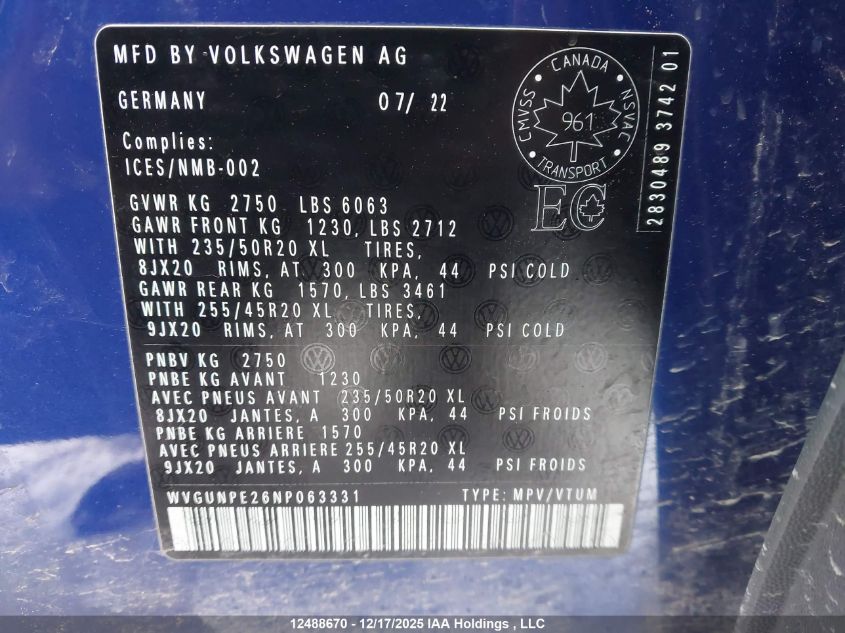 MFD BY VOLKSWAGEN AG
GERMANY 07/ 22
Complies:
ICES/NMB-002
CANADA
CMVSS
NSVAC
961
TRANSPORT
EC
2830489 3742 01
GVWR KG 2750 LBS 6063
GAWR FRONT KG 1230, LBS 2712
WITH 235/50R20 XL TIRES,
8JX20 RIMS, AT 300 KPA, 44 PSI COLD
GAWR REAR KG 1570, LBS 3461
WITH 255/45R20 XL TIRES,
9JX20 RIMS, AT 300 KPA, 44 PSI COLD
PNBV KG 2750
PNBE KG AVANT 1230
AVEC PNEUS AVANT 235/50R20 XL
8JX20 JANTES, A 300 KPA, 44 PSI FROIDS
PNBE KG ARRIERE 1570
AVEC PNEUS ARRIERE 255/45R20 XL
9JX20 JANTES, A 300 KPA, 44 PSI FROIDS
WVGUNPE26NP063331 TYPE: MPV/VTUM
12488670 - 12/17/2025 IAA Holdings , LLC